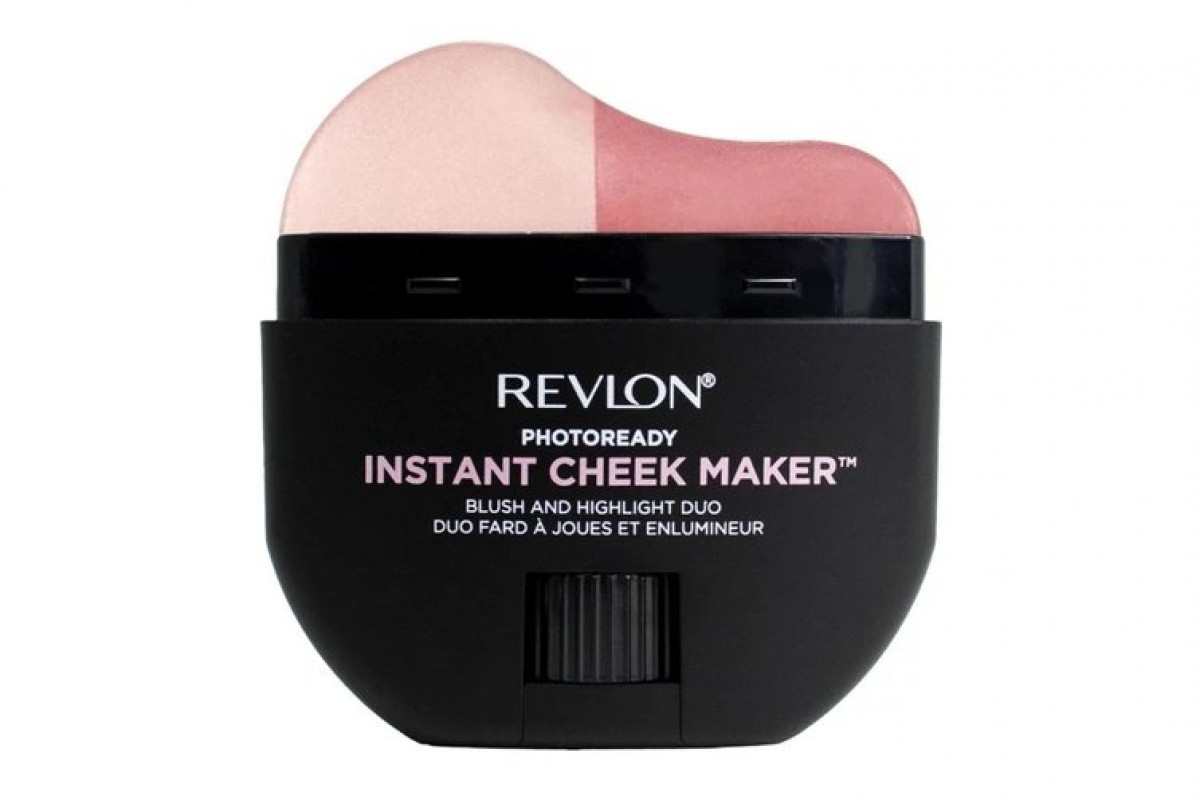 REVLON®
PHOTOREADY
INSTANT CHEEK MAKER™
BLUSH AND HIGHLIGHT DUO
DUO FARD À JOUES ET ENLUMINEUR